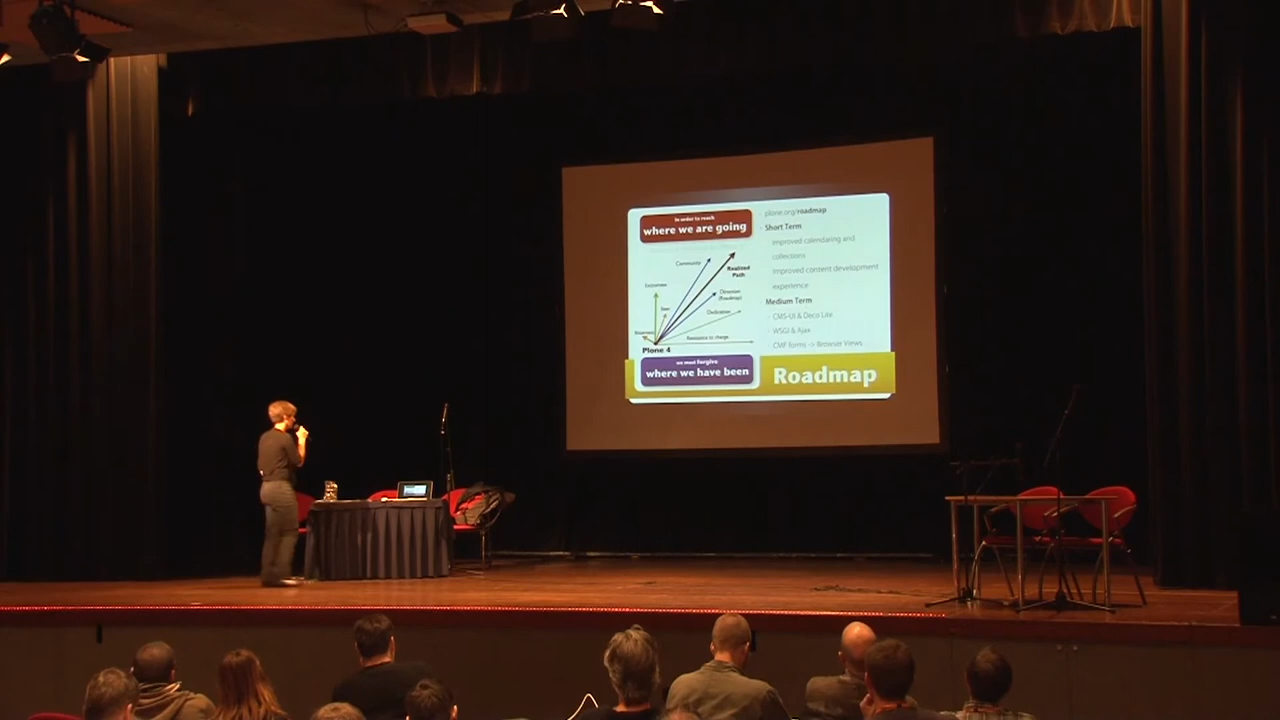 in order to reach
where we are going
Community
Realized
Path
Extremes
Direction
(Roadmap)
Dedication
Resistance to change
Plone 4
we must forgive
where we have been
plone.org/roadmap
Short Term
Improved calendaring and
collections
Improved content development
experience
Medium Term
- CMS-UI & Deco Lite
- WSGI & Ajax
- CMF forms -> Browser Views
Roadmap